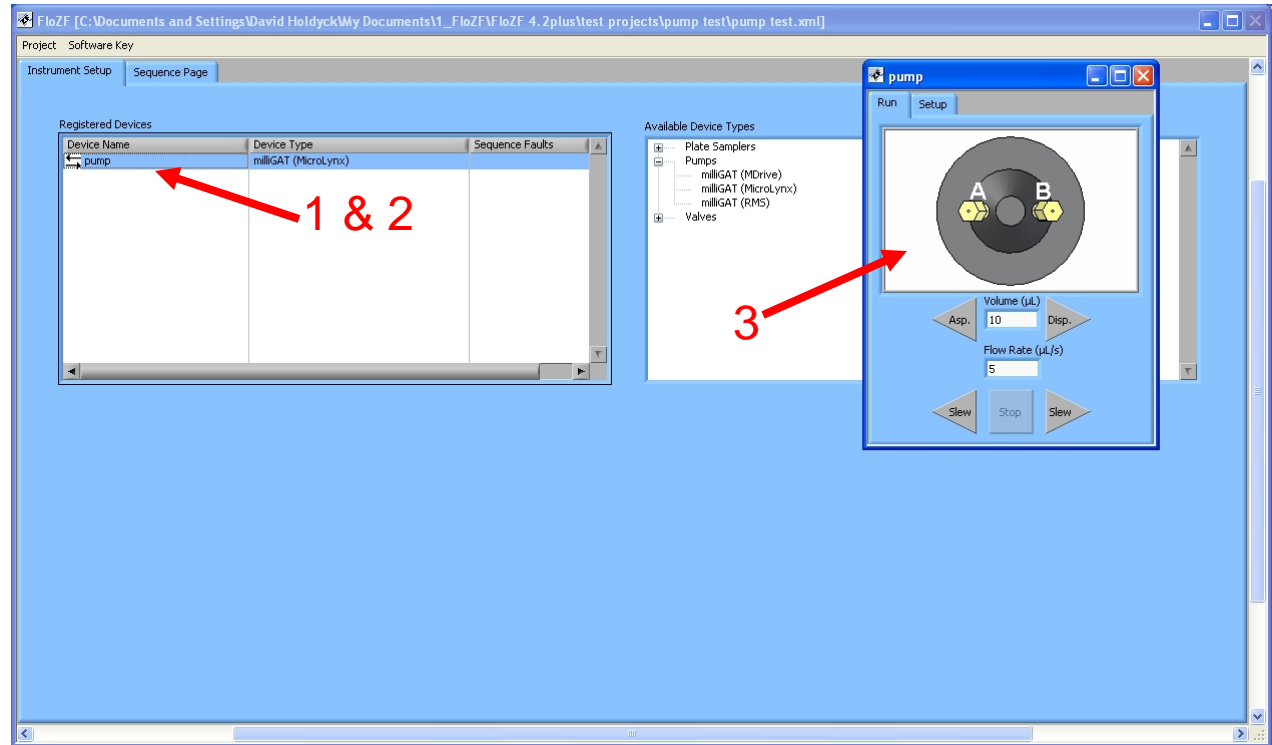 FloZF [C:\Documents and Settings\David Holdyck\My Documents\1_FloZF\FloZF 4.2plus\test projects\pump test\pump test.xml]
Project Software Key
Instrument Setup Sequence Page
Registered Devices
Device Name Device Type Sequence Faults
pump milliGAT (MicroLynx)
1 & 2
Available Device Types
Plate Samplers
Pumps
milliGAT (MDrive)
milliGAT (MicroLynx)
milliGAT (RMS)
Valves
3
pump
Run Setup
A B
Volume (µL)
Asp. 10 Disp.
Flow Rate (µL/s)
5
Slew Stop Slew